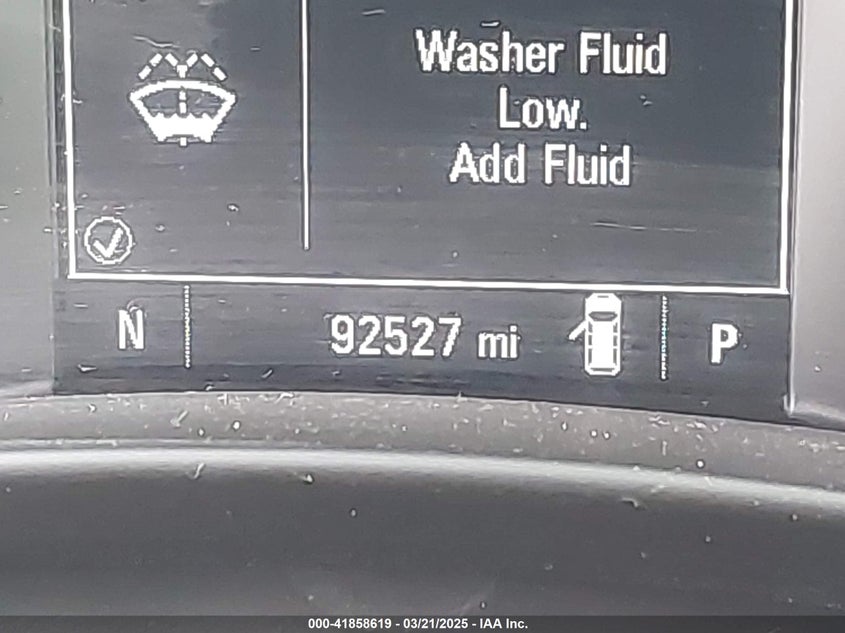 Washer Fluid
Low.
Add Fluid
N 92527 mi P
000-41858619 - 03/21/2025 - IAA Inc.